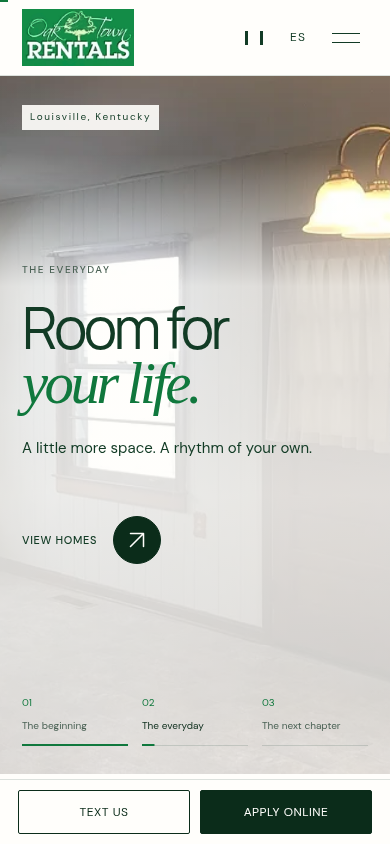 Oak Town
RENTALS
ES
Louisville, Kentucky
THE EVERYDAY
Room for
your life.
A little more space. A rhythm of your own.
VIEW HOMES
01
The beginning
02
The everyday
03
The next chapter
TEXT US
APPLY ONLINE